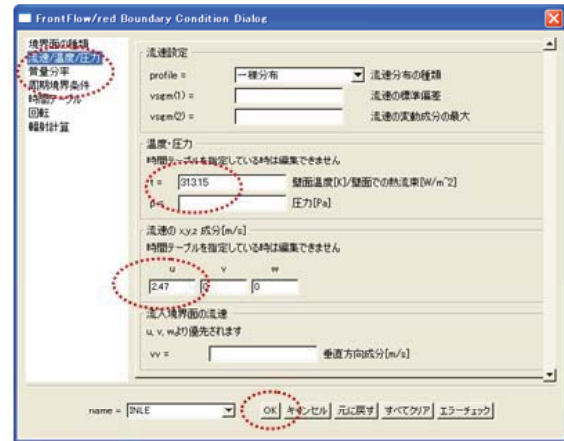 FrontFlow/red Boundary Condition Dialog
境界面の種類
流速/温度/圧力
質量分率
周期境界条件
時間テーブル
回転
輻射計算
流速設定
profile = 一様分布 流速分布の種類
vsgm(1) = 流速の標準偏差
vsgm(2) = 流速の変動成分の最大
温度・圧力
時間テーブルを指定している時は編集できません
t = 313.15 壁面温度[K]/壁面での熱流束[W/m^2]
p = 圧力[Pa]
流速の x,y,z 成分[m/s]
時間テーブルを指定している時は編集できません
u v w
2.47 0 0
流入境界面の流速
u, v, wより優先されます
vv = 垂直方向成分[m/s]
name = INLE OK キャンセル 元に戻す すべてクリア エラーチェック